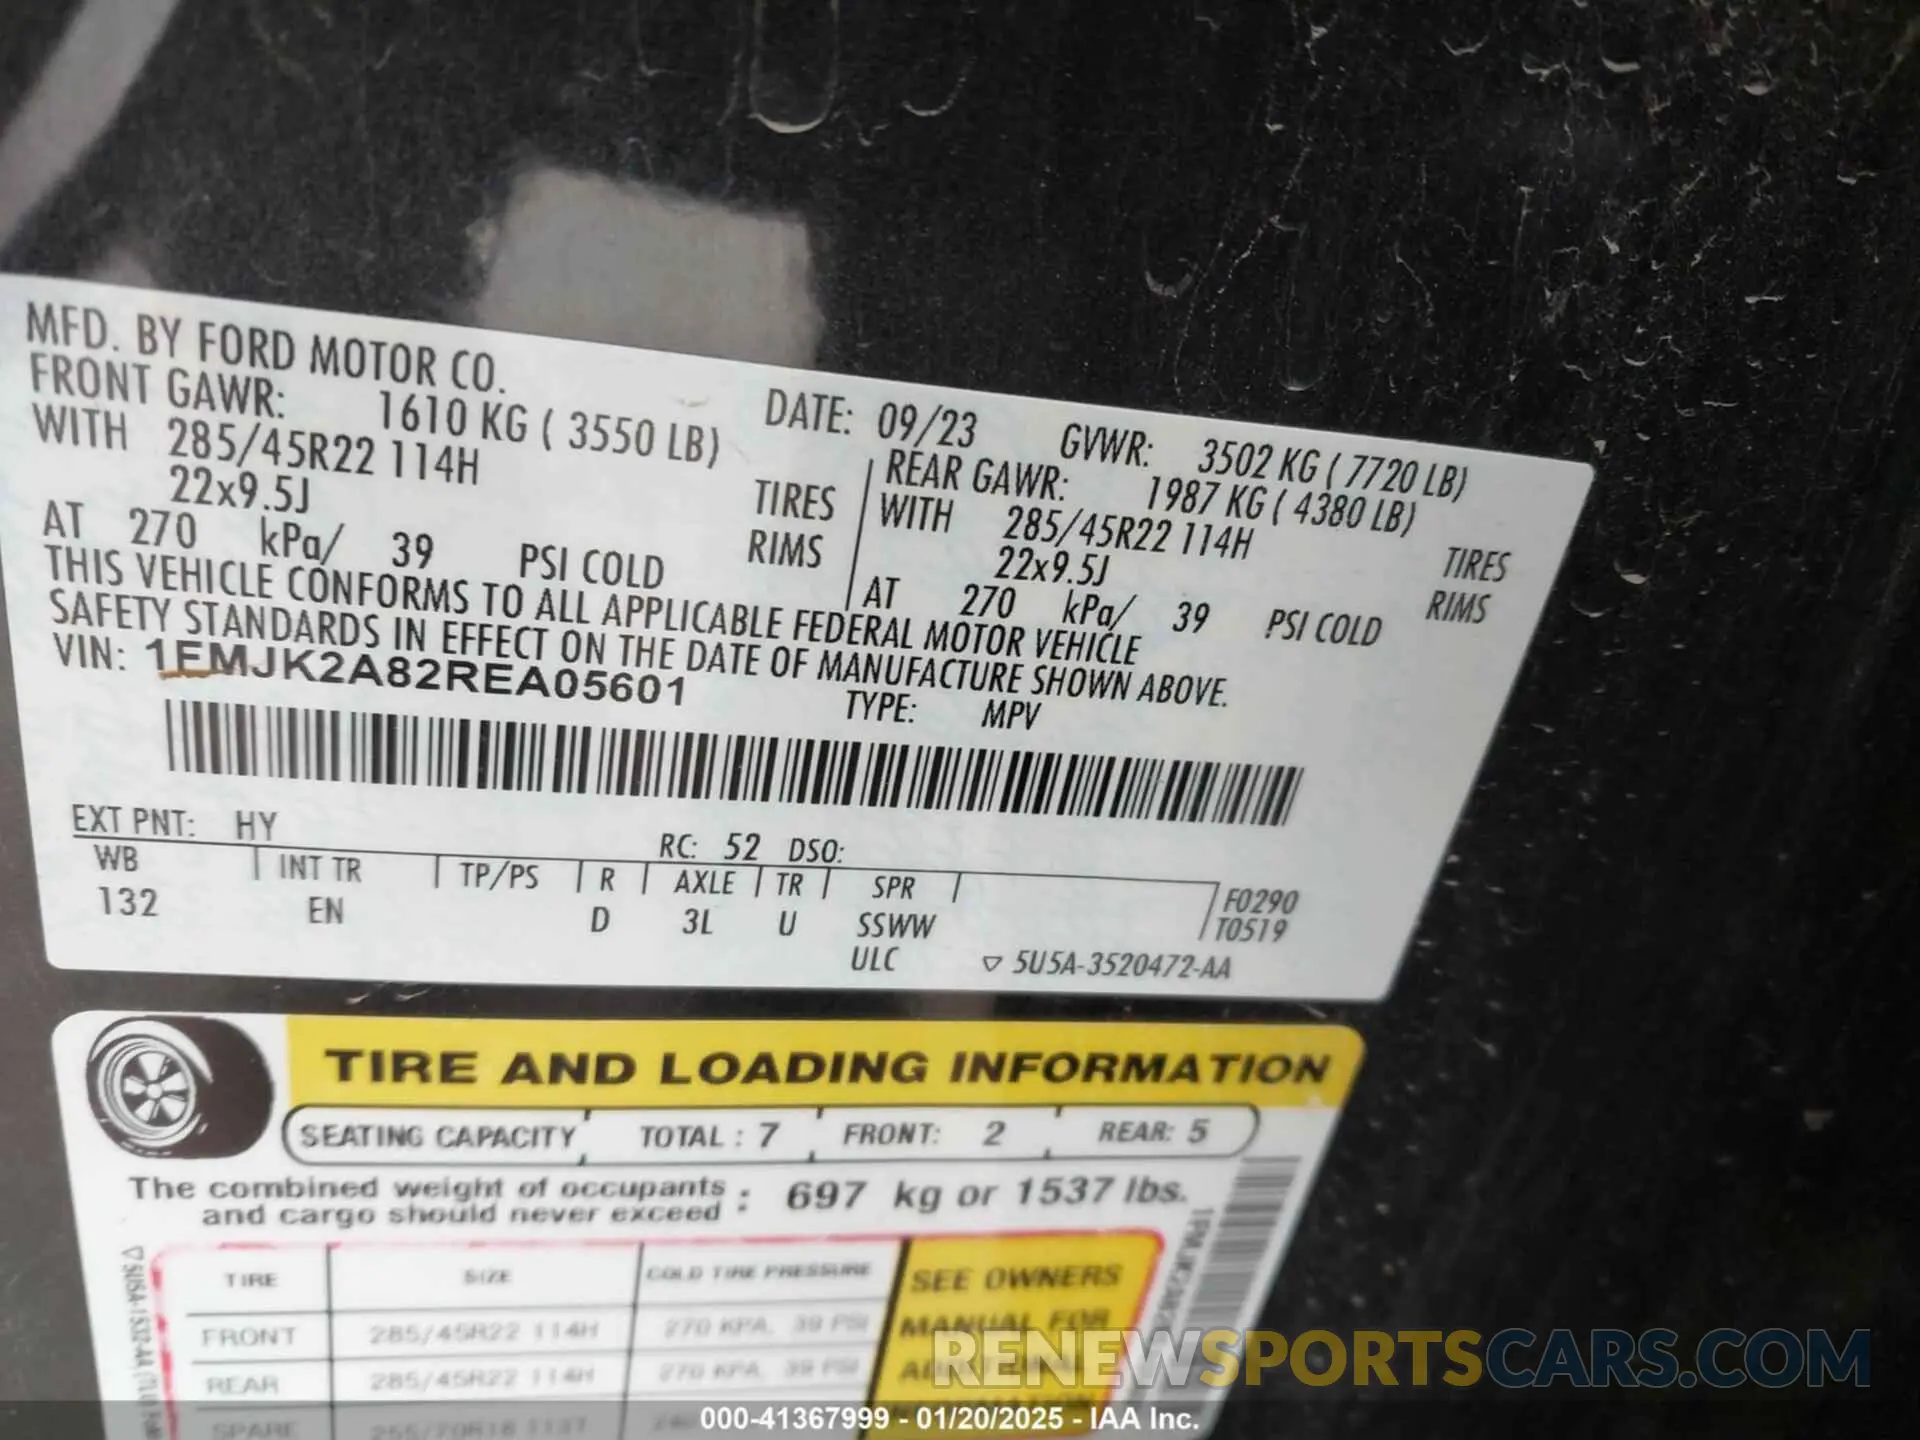 MFD. BY FORD MOTOR CO.
DATE: 09/23 GVWR: 3502 KG ( 7720 LB)
FRONT GAWR: 1610 KG ( 3550 LB)
WITH 285/45R22 114H TIRES
22x9.5J RIMS
AT 270 kPa/ 39 PSI COLD
REAR GAWR: 1987 KG ( 4380 LB)
WITH 285/45R22 114H TIRES
22x9.5J RIMS
AT 270 kPa/ 39 PSI COLD
THIS VEHICLE CONFORMS TO ALL APPLICABLE FEDERAL MOTOR VEHICLE
SAFETY STANDARDS IN EFFECT ON THE DATE OF MANUFACTURE SHOWN ABOVE.
VIN: 1FMJK2A82REA05601
TYPE: MPV
EXT PNT: HY RC: 52 DSO:
WB INT TR TP/PS R AXLE TR SPR
132 EN D 3L U SSWW
ULC
F0290
T0519
▽ 5U5A-3520472-AA
TIRE AND LOADING INFORMATION
SEATING CAPACITY TOTAL : 7 FRONT: 2 REAR: 5
The combined weight of occupants
and cargo should never exceed : 697 kg or 1537 lbs.
TIRE SIZE COLD TIRE PRESSURE
FRONT 285/45R22 114H 270 KPA, 39 PSI
REAR 285/45R22 114H 270 KPA, 39 PSI
SPARE
SEE OWNERS
MANUAL FOR
ADDITIONAL
RENEWSPORTSCARS.COM
000-41367999 - 01/20/2025 - IAA Inc.